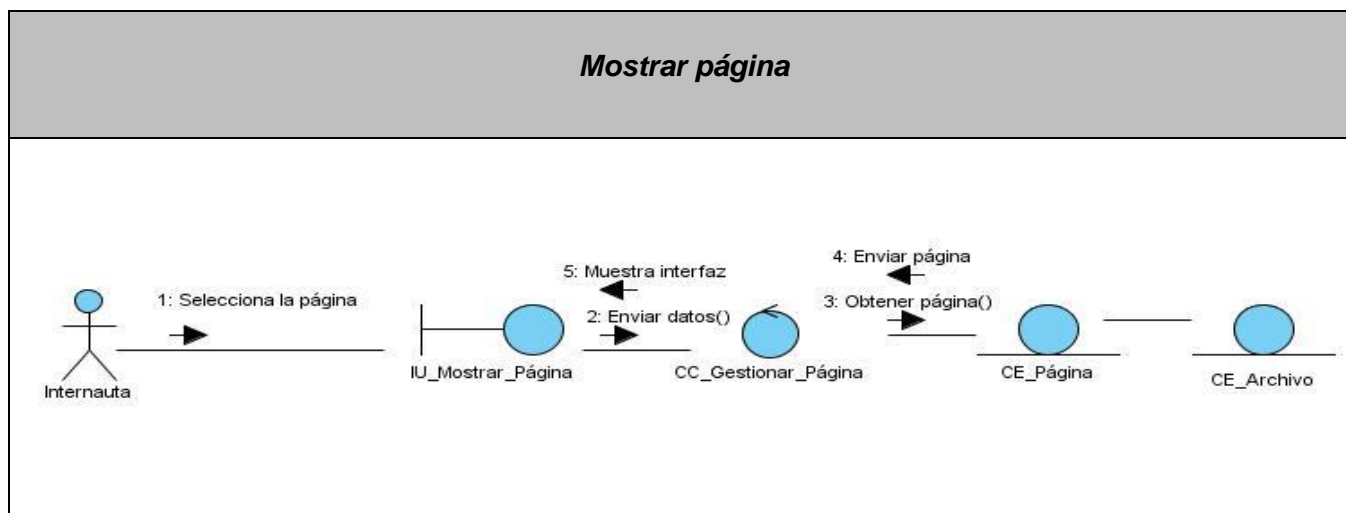 Mostrar página
4: Enviar página
5: Muestra interfaz
1: Selecciona la página
2: Enviar datos()
3: Obtener página()
Internauta
IU_Mostrar_Página
CC_Gestionar_Página
CE_Página
CE_Archivo